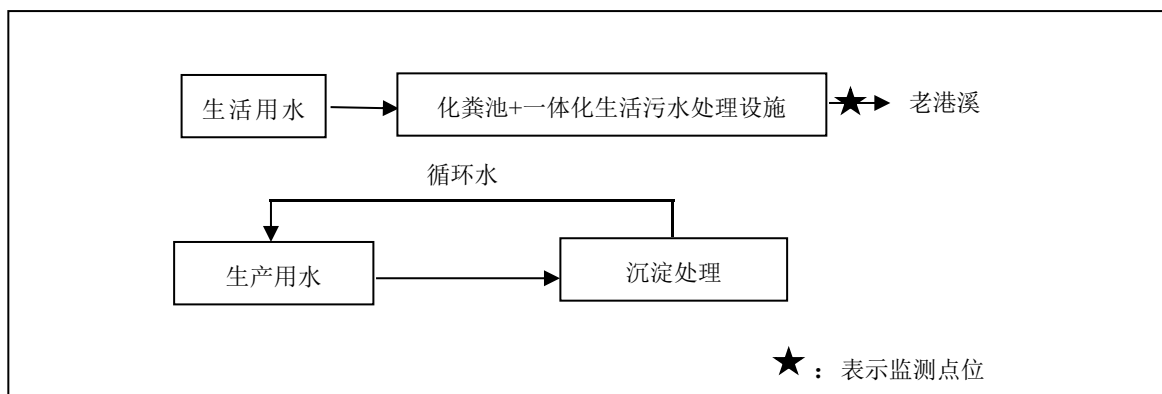 生活用水
化粪池+一体化生活污水处理设施
老港溪
循环水
生产用水
沉淀处理
★：表示监测点位